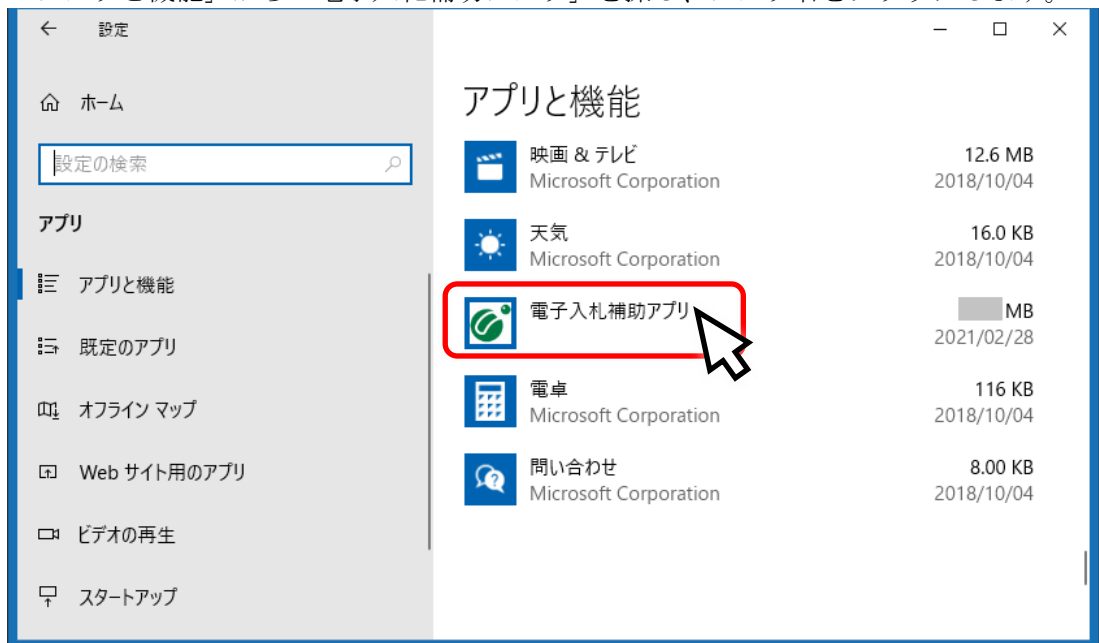 設定
ホーム
設定の検索
アプリ
アプリと機能
既定のアプリ
オフライン マップ
Web サイト用のアプリ
ビデオの再生
スタートアップ
アプリと機能
映画 & テレビ 12.6 MB
Microsoft Corporation 2018/10/04
天気 16.0 KB
Microsoft Corporation 2018/10/04
電子入札補助アプリ MB
2021/02/28
電卓 116 KB
Microsoft Corporation 2018/10/04
問い合わせ 8.00 KB
Microsoft Corporation 2018/10/04